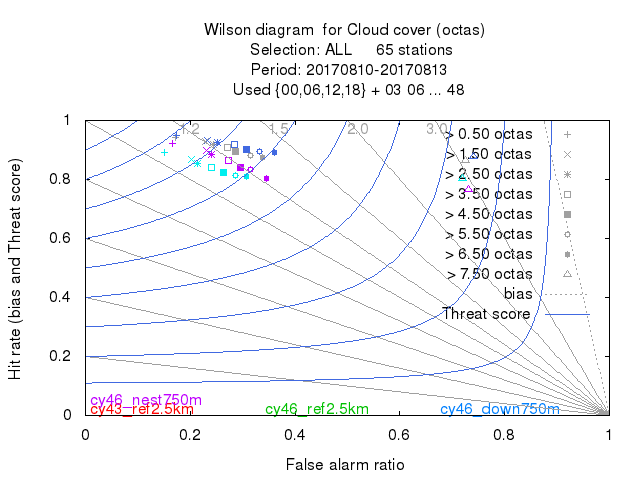 Wilson diagram  for Cloud cover (octas)
Selection: ALL     65 stations
Period: 20170810-20170813
Used {00,06,12,18} + 03 06 ... 48
Hit rate (bias and Threat score)
1
0.8
0.6
0.4
0.2
0
1.2 1.5 2.0 3.0
> 0.50 octas
> 1.50 octas
> 2.50 octas
> 3.50 octas
> 4.50 octas
> 5.50 octas
> 6.50 octas
> 7.50 octas
bias
Threat score
cy46_nest750m
cy43_ref2.5km cy46_ref2.5km cy46_down750m
0 0.2 0.4 0.6 0.8 1
False alarm ratio